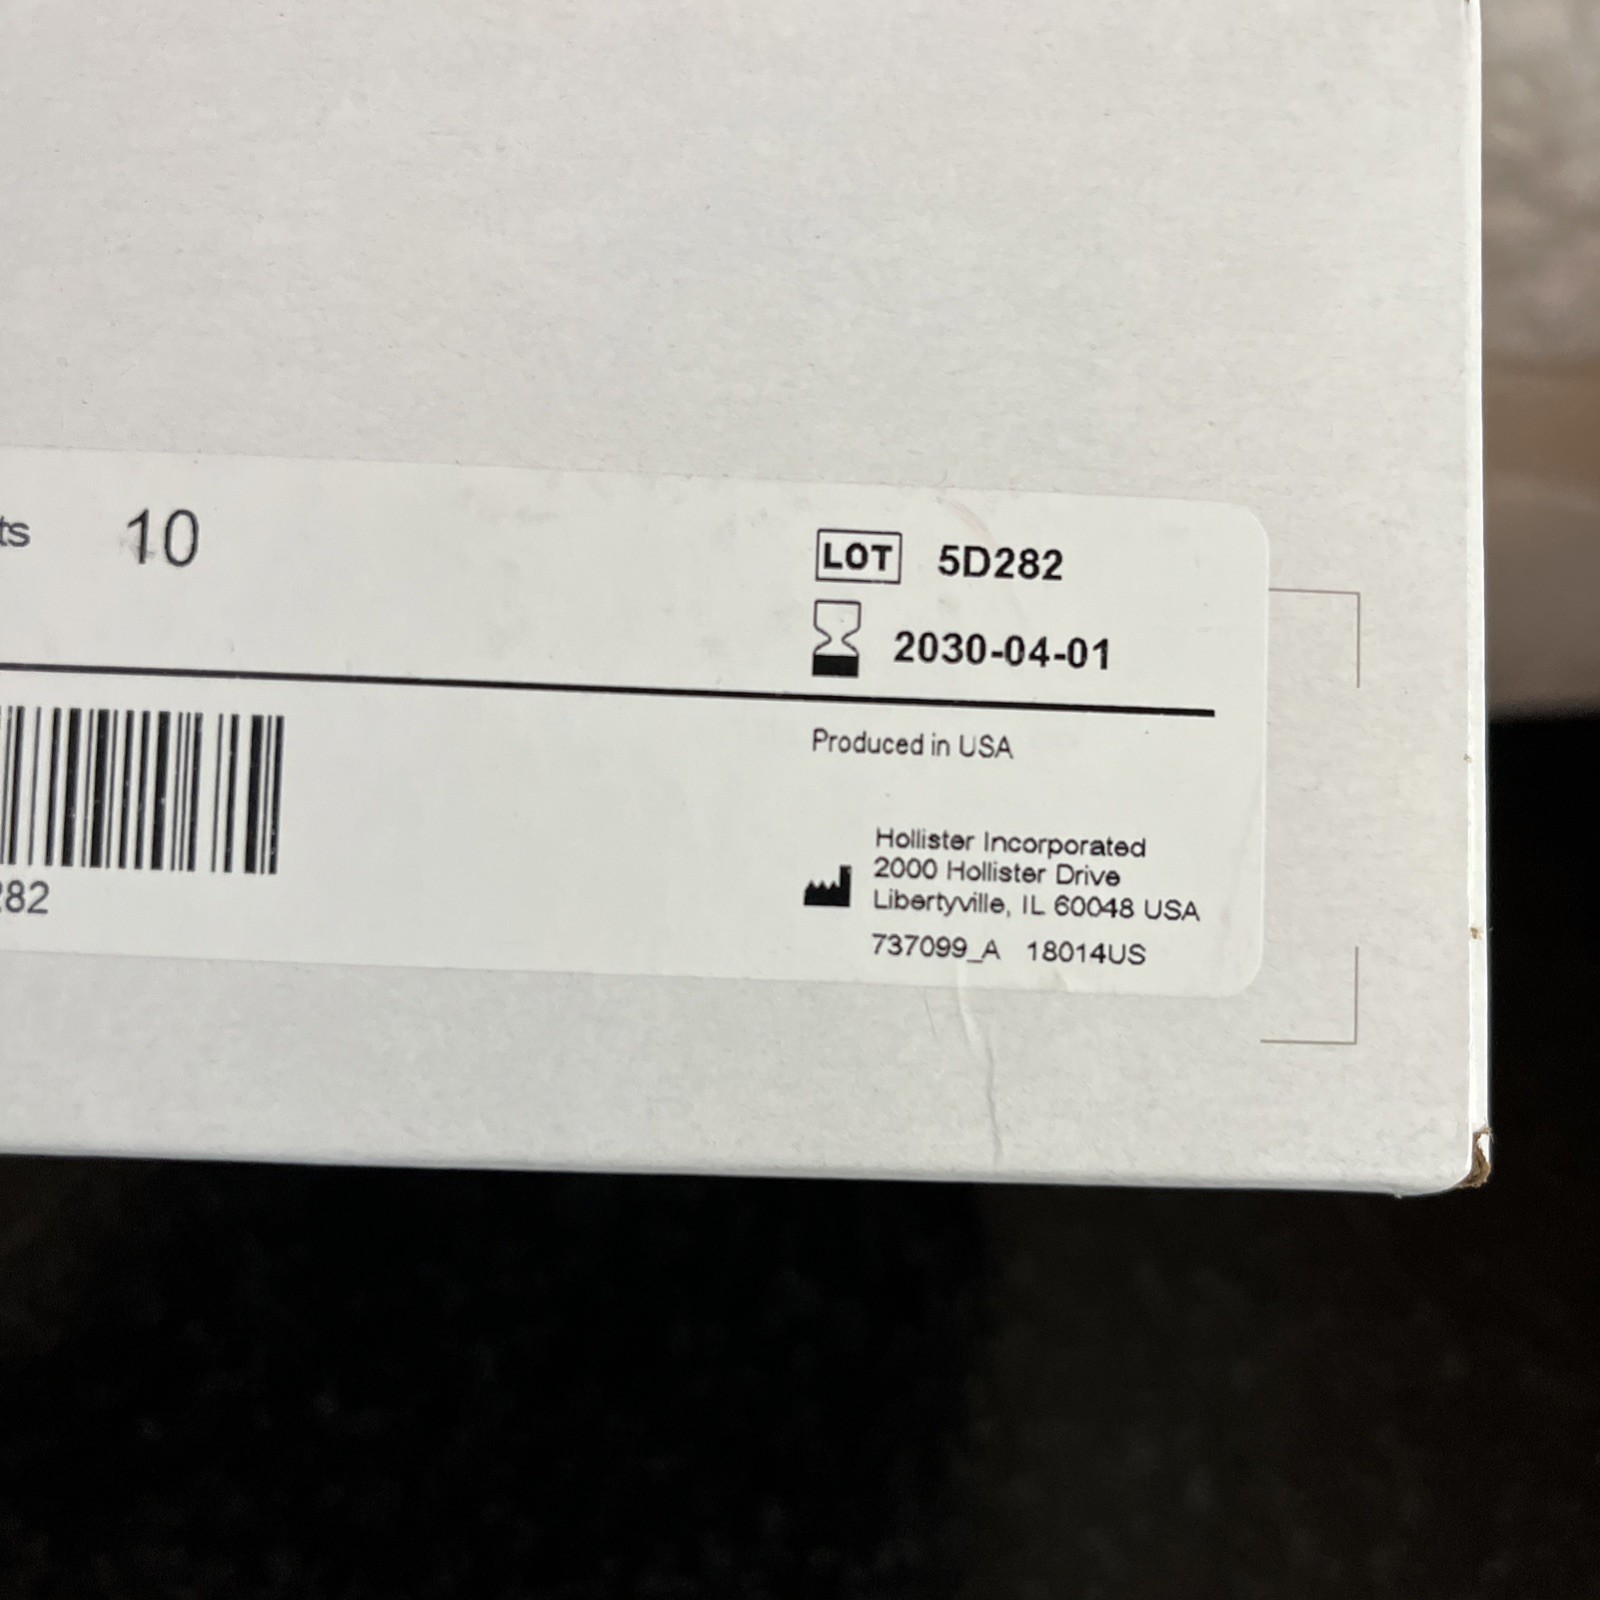 ts 10
LOT 5D282
2030-04-01
Produced in USA
282
Hollister Incorporated
2000 Hollister Drive
Libertyville, IL 60048 USA
737099_A 18014US